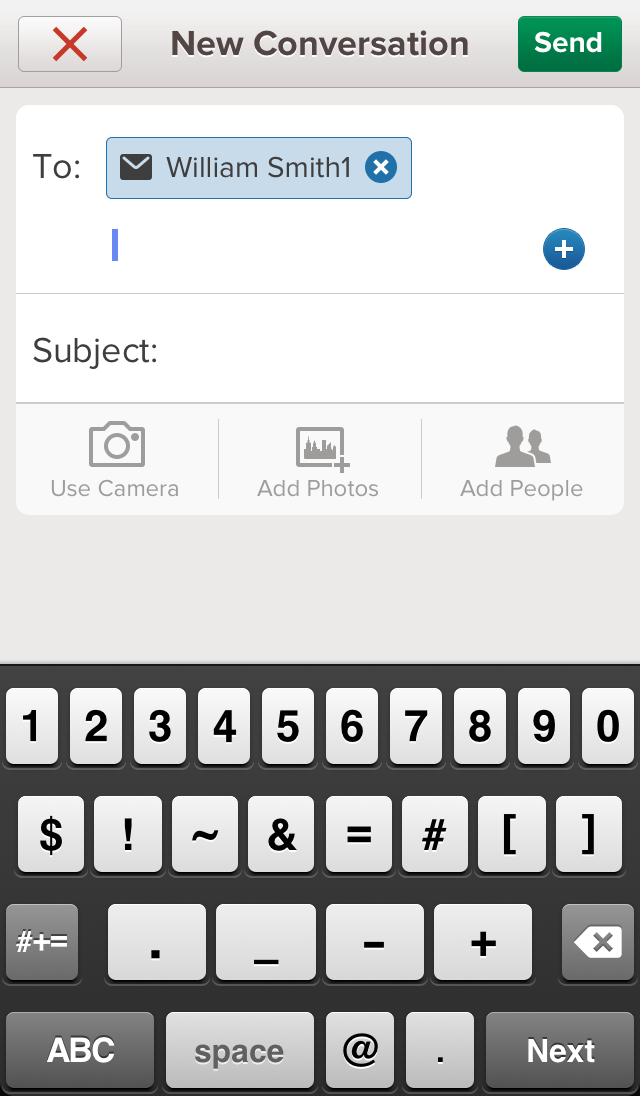 New Conversation Send
To: William Smith1
Subject:
Use Camera Add Photos Add People
1 2 3 4 5 6 7 8 9 0
$ ! ~ & = # [ ]
#+= . _ - +
ABC space @ . Next